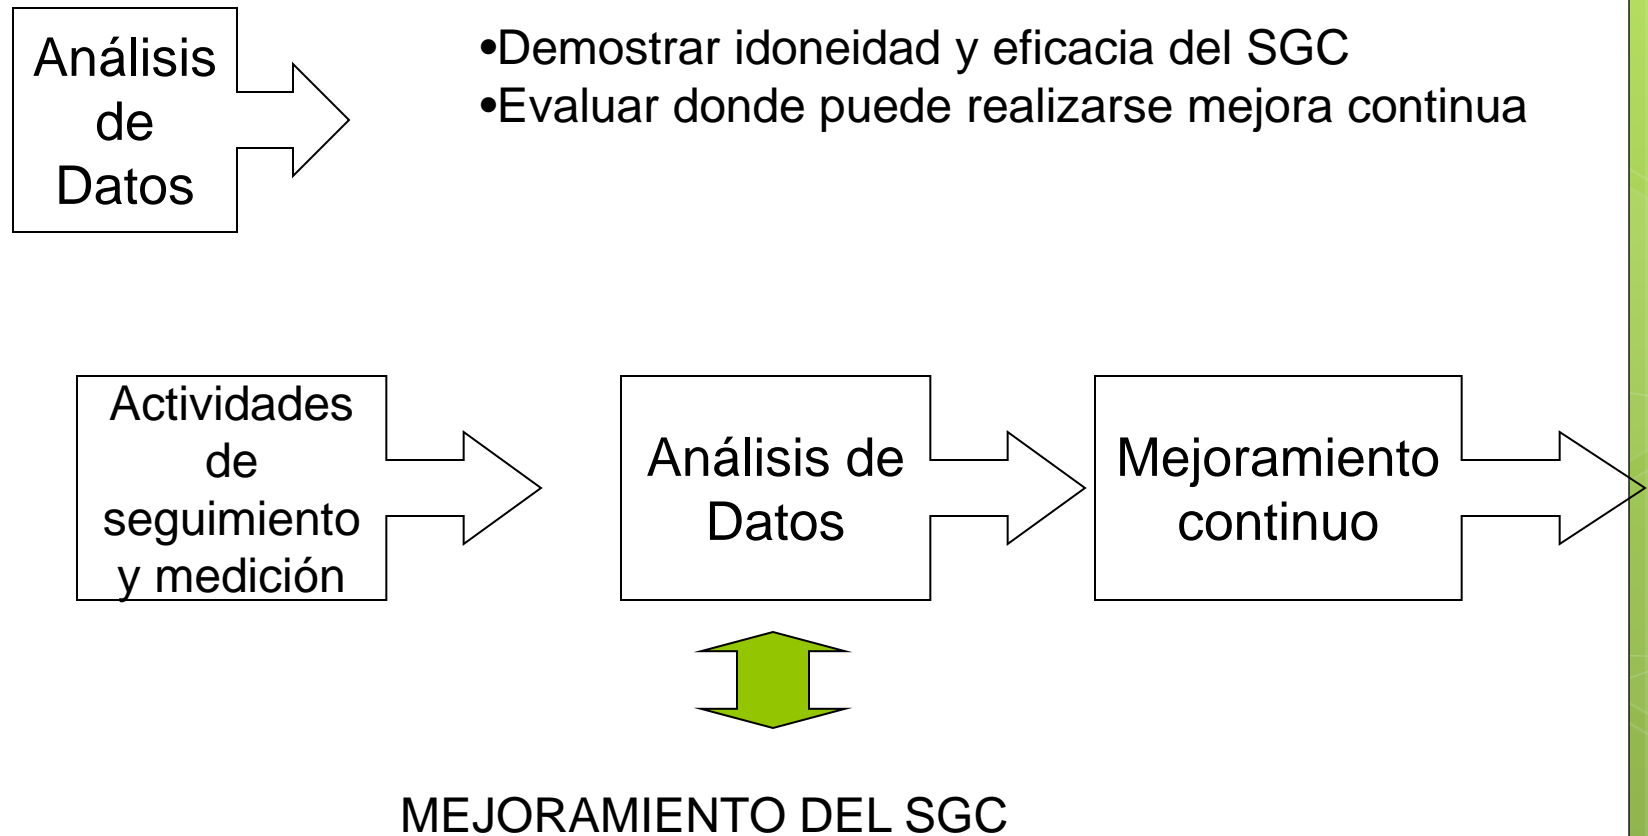 Análisis
de
Datos
•Demostrar idoneidad y eficacia del SGC
•Evaluar donde puede realizarse mejora continua
Actividades
de
seguimiento
y medición
Análisis de
Datos
Mejoramiento
continuo
MEJORAMIENTO DEL SGC